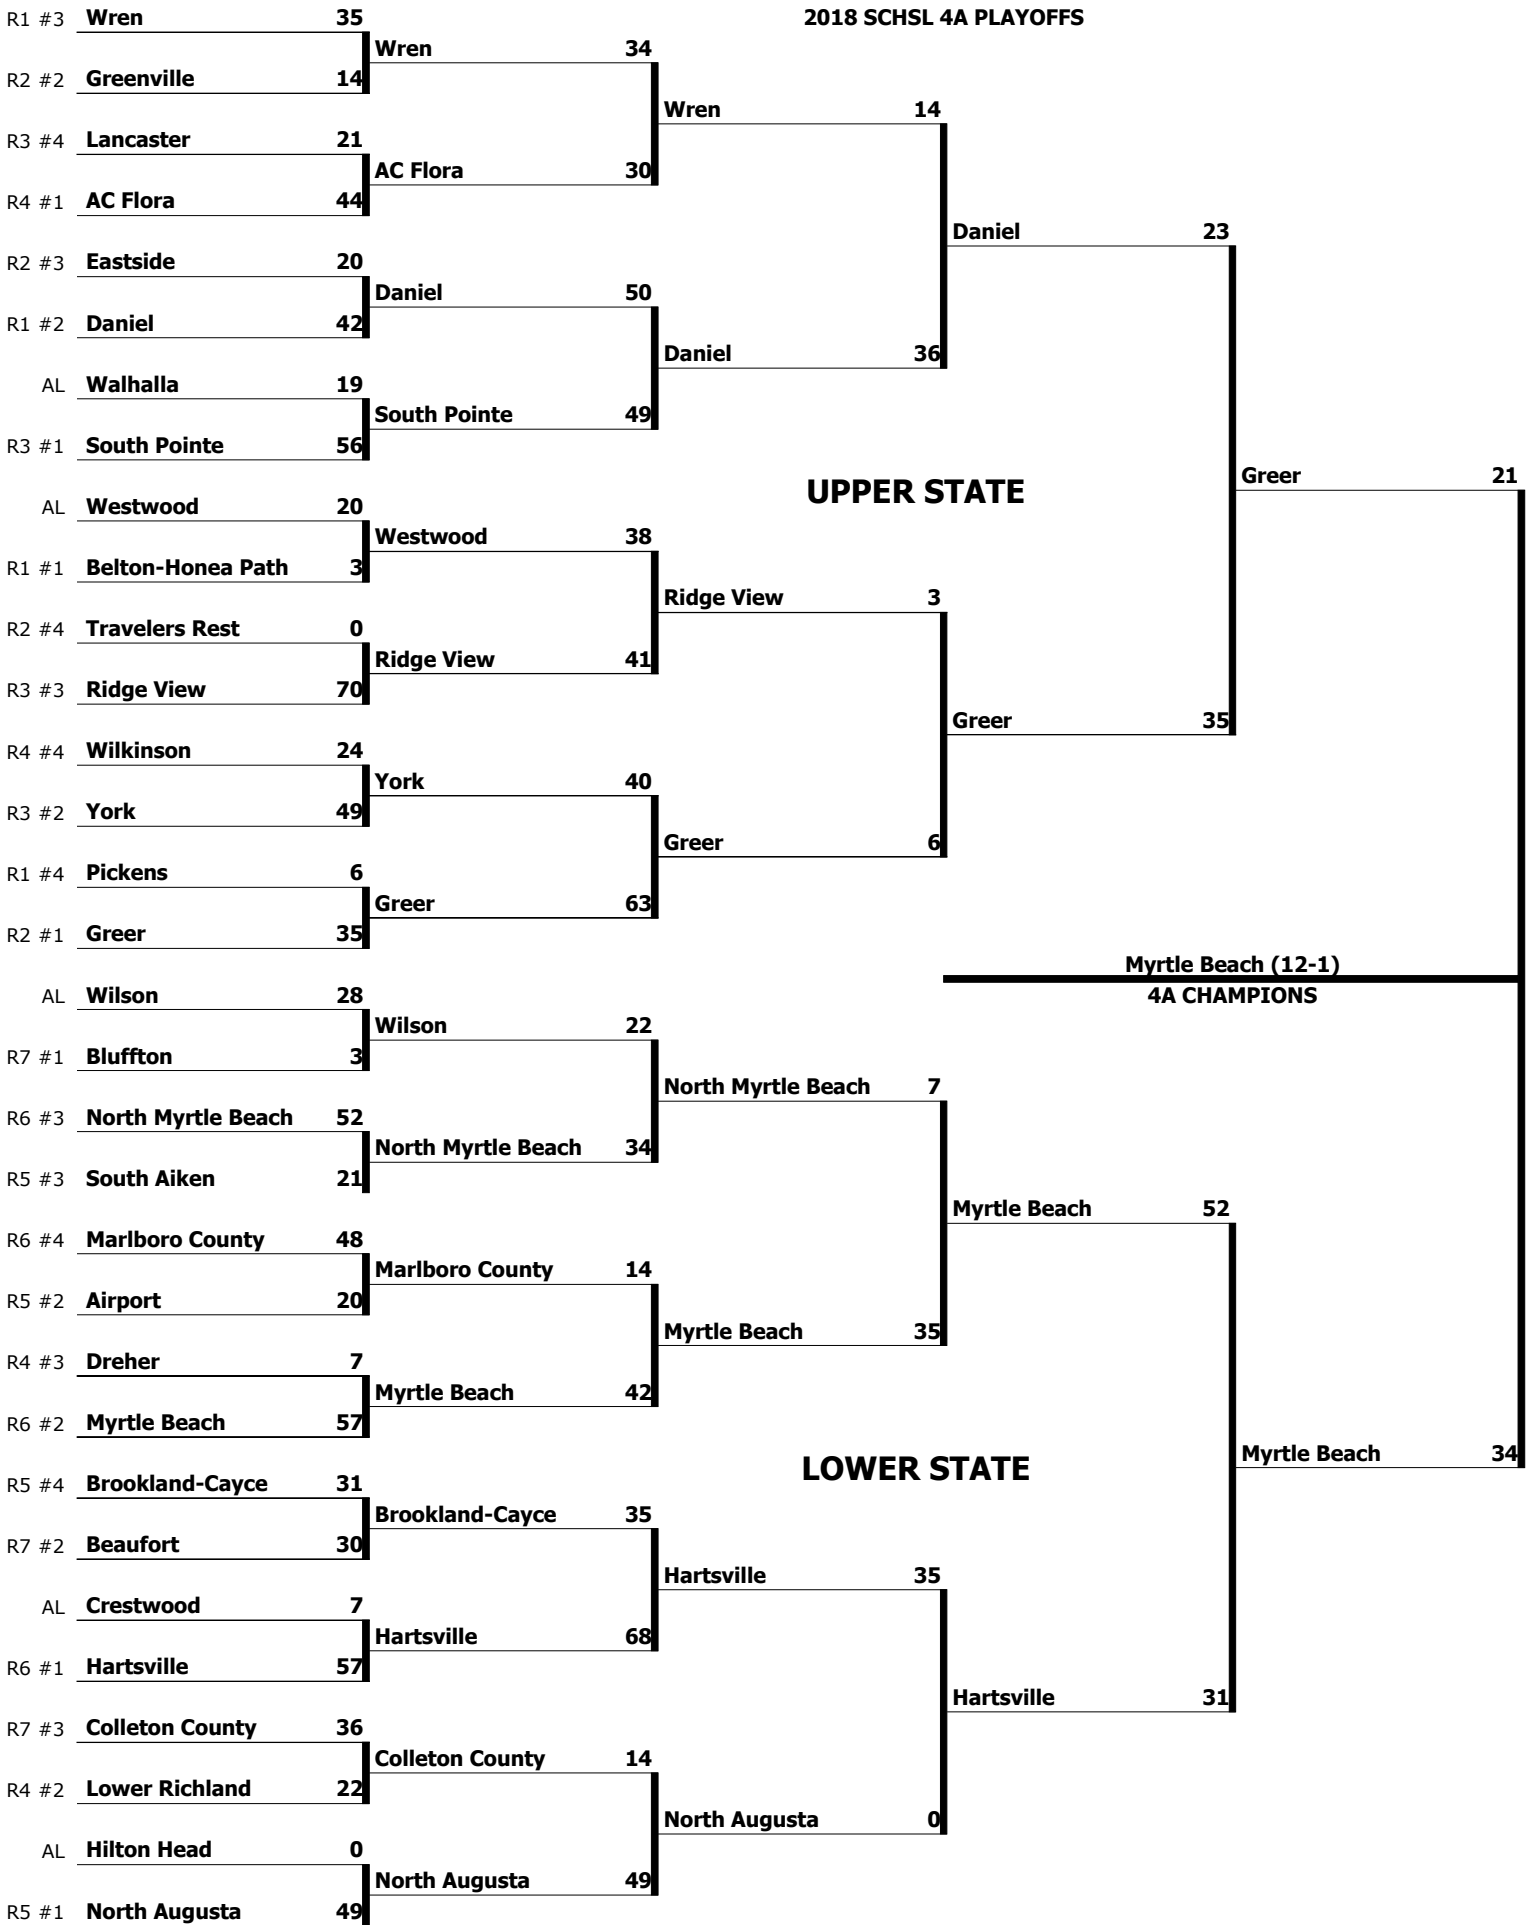 2018 SCHSL 4A PLAYOFFS
R1 #3 Wren 35
Wren 34
R2 #2 Greenville 14
Wren 14
R3 #4 Lancaster 21
AC Flora 30
R4 #1 AC Flora 44
Daniel 23
R2 #3 Eastside 20
Daniel 50
R1 #2 Daniel 42
Daniel 36
AL Walhalla 19
South Pointe 49
R3 #1 South Pointe 56
Greer 21
UPPER STATE
AL Westwood 20
Westwood 38
R1 #1 Belton-Honea Path 3
Ridge View 3
R2 #4 Travelers Rest 0
Ridge View 41
R3 #3 Ridge View 70
Greer 35
R4 #4 Wilkinson 24
York 40
R3 #2 York 49
Greer 6
R1 #4 Pickens 6
Greer 63
R2 #1 Greer 35
Myrtle Beach (12-1)
4A CHAMPIONS
AL Wilson 28
Wilson 22
R7 #1 Bluffton 3
North Myrtle Beach 7
R6 #3 North Myrtle Beach 52
North Myrtle Beach 34
R5 #3 South Aiken 21
Myrtle Beach 52
R6 #4 Marlboro County 48
Marlboro County 14
R5 #2 Airport 20
Myrtle Beach 35
R4 #3 Dreher 7
Myrtle Beach 42
R6 #2 Myrtle Beach 57
Myrtle Beach 34
LOWER STATE
R5 #4 Brookland-Cayce 31
Brookland-Cayce 35
R7 #2 Beaufort 30
Hartsville 35
AL Crestwood 7
Hartsville 68
R6 #1 Hartsville 57
Hartsville 31
R7 #3 Colleton County 36
Colleton County 14
R4 #2 Lower Richland 22
North Augusta 0
AL Hilton Head 0
North Augusta 49
R5 #1 North Augusta 49